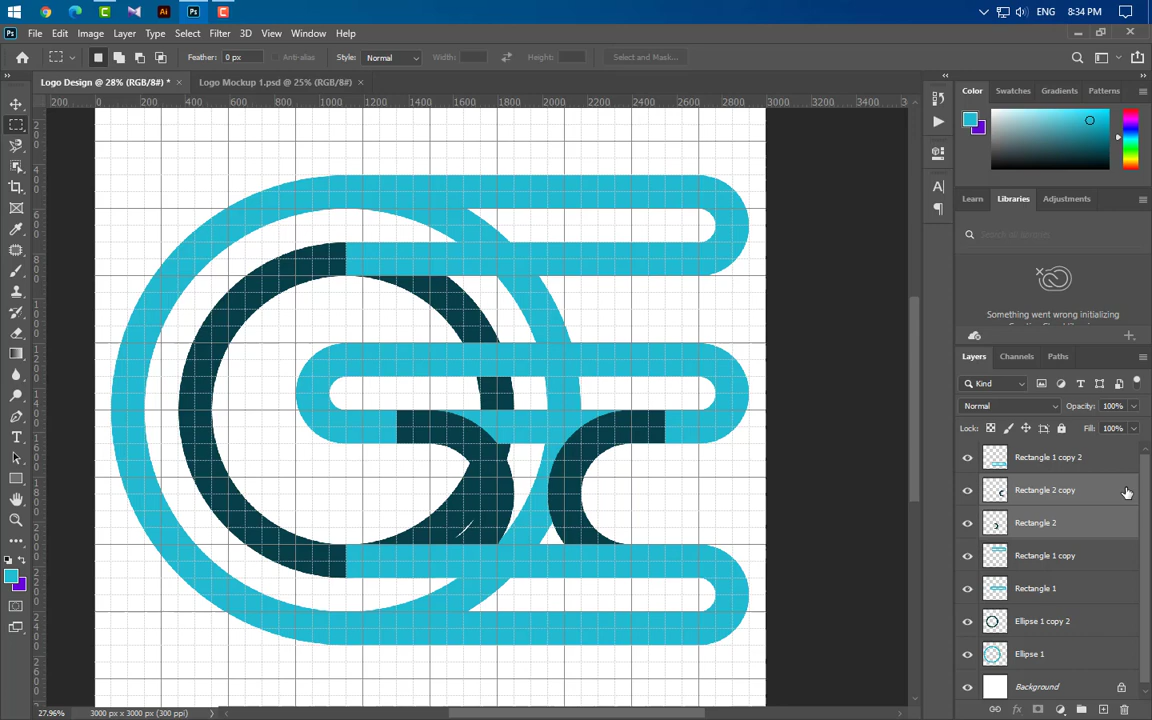 ENG 8:34 PM
File Edit Image Layer Type Select Filter 3D View Window Help
Feather: 0 px Anti-alias Style: Normal Width: Height: Select and Mask...
Logo Design @ 28% (RGB/8#) * × Logo Mockup 1.psd @ 25% (RGB/8#) ×
200 0 200 400 600 800 1000 1200 1400 1600 1800 2000 2200 2400 2600 2800 3000 3200 3400
Color Swatches Gradients Patterns
Learn Libraries Adjustments
Something went wrong initializing
Layers Channels Paths
Kind
Normal Opacity: 100%
Lock: Fill: 100%
Rectangle 1 copy 2
Rectangle 2 copy
Rectangle 2
Rectangle 1 copy
Rectangle 1
Ellipse 1 copy 2
Ellipse 1
Background
27.96% 3000 px x 3000 px (300 ppi)